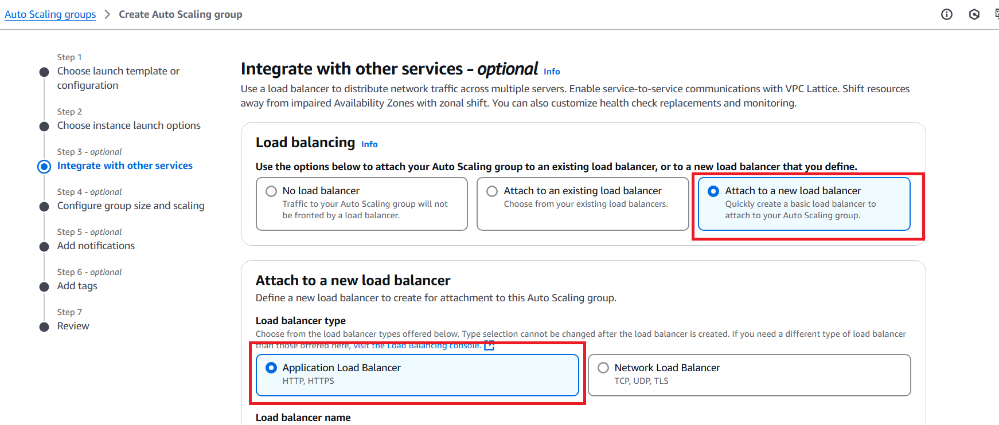 Auto Scaling groups > Create Auto Scaling group
Step 1
Choose launch template or
configuration
Step 2
Choose instance launch options
Step 3 - optional
Integrate with other services
Step 4 - optional
Configure group size and scaling
Step 5 - optional
Add notifications
Step 6 - optional
Add tags
Step 7
Review
Integrate with other services - optional Info
Use a load balancer to distribute network traffic across multiple servers. Enable service-to-service communications with VPC Lattice. Shift resources
away from impaired Availability Zones with zonal shift. You can also customize health check replacements and monitoring.
Load balancing Info
Use the options below to attach your Auto Scaling group to an existing load balancer, or to a new load balancer that you define.
No load balancer
Traffic to your Auto Scaling group will not
be fronted by a load balancer.
Attach to an existing load balancer
Choose from your existing load balancers.
Attach to a new load balancer
Quickly create a basic load balancer to
attach to your Auto Scaling group.
Attach to a new load balancer
Define a new load balancer to create for attachment to this Auto Scaling group.
Load balancer type
Choose from the load balancer types offered below. Type selection cannot be changed after the load balancer is created. If you need a different type of load balancer
than those offered here, visit the Load Balancing console.
Application Load Balancer
HTTP, HTTPS
Network Load Balancer
TCP, UDP, TLS
Load balancer name